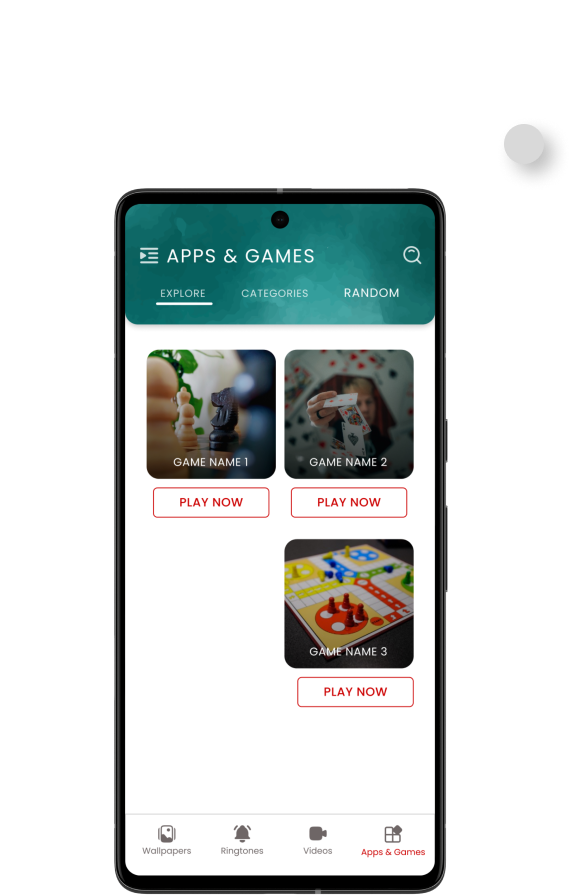 APPS & GAMES
EXPLORE CATEGORIES RANDOM
GAME NAME 1 GAME NAME 2
PLAY NOW PLAY NOW
GAME NAME 3
PLAY NOW
Wallpapers Ringtones Videos Apps & Games